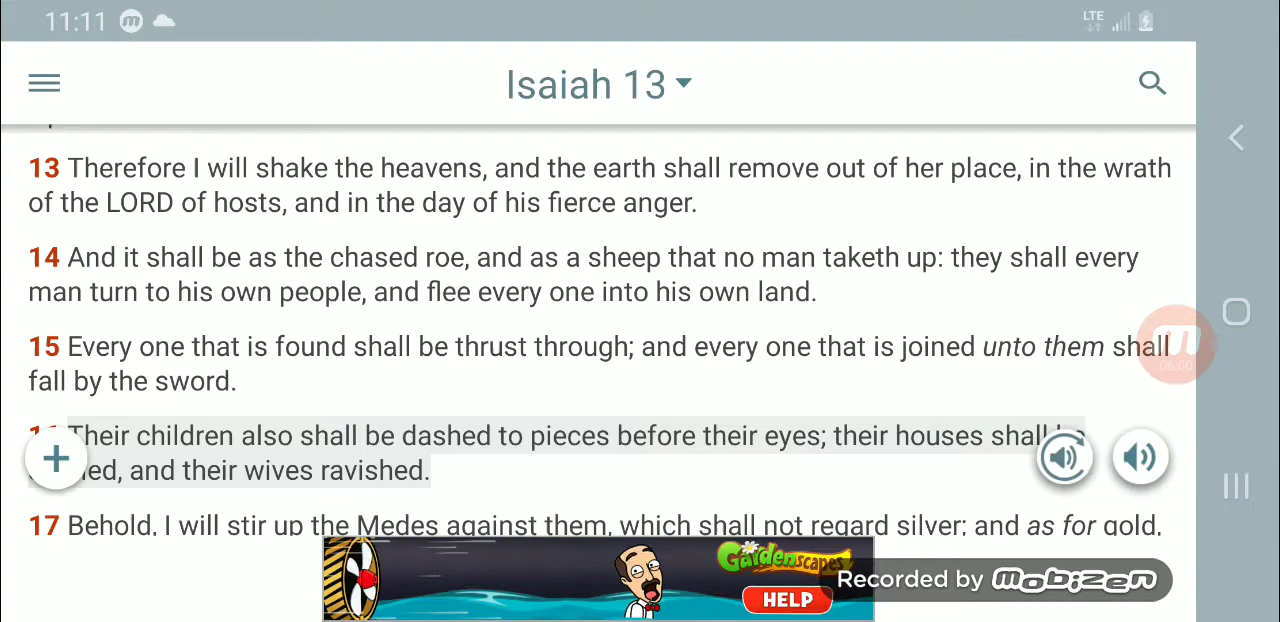 11:11
LTE
Isaiah 13
13 Therefore I will shake the heavens, and the earth shall remove out of her place, in the wrath
of the LORD of hosts, and in the day of his fierce anger.
14 And it shall be as the chased roe, and as a sheep that no man taketh up: they shall every
man turn to his own people, and flee every one into his own land.
15 Every one that is found shall be thrust through; and every one that is joined unto them shall
fall by the sword.
06:00
Their children also shall be dashed to pieces before their eyes; their houses shall
and their wives ravished.
17 Behold, I will stir up the Medes against them, which shall not regard silver; and as for gold,
Gardenscapes
HELP
Recorded by mobizen